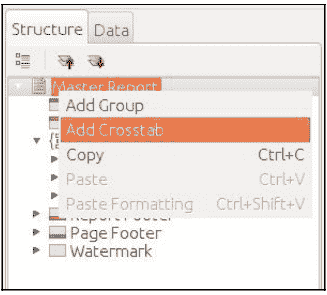 Structure Data
Master Report
Add Group
Add Crosstab
Copy Ctrl+C
Paste Ctrl+V
Paste Formatting Ctrl+Shift+V
Report Footer
Page Footer
Watermark